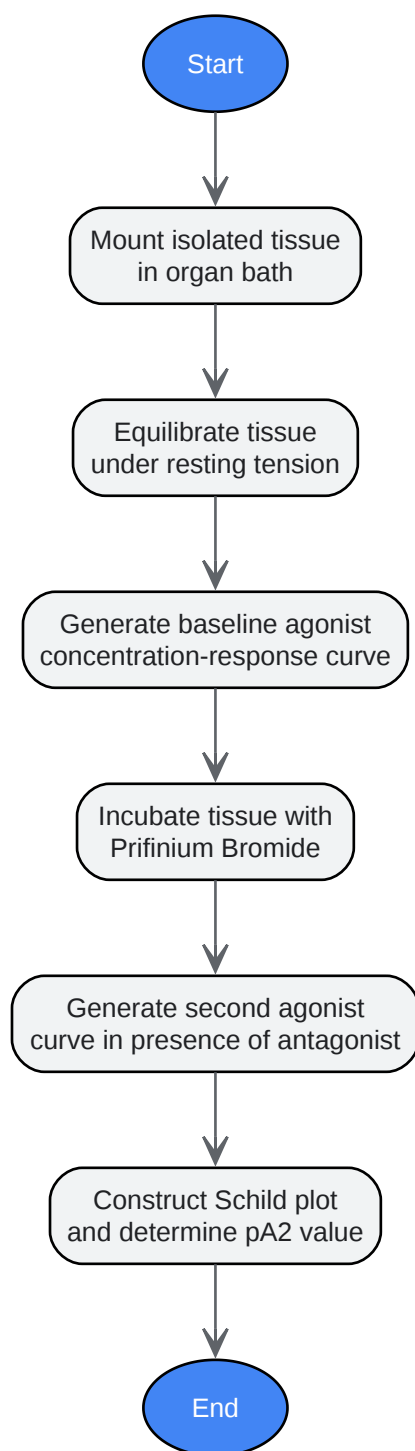 Start
Mount isolated tissue
in organ bath
Equilibrate tissue
under resting tension
Generate baseline agonist
concentration-response curve
Incubate tissue with
Prifinium Bromide
Generate second agonist
curve in presence of antagonist
Construct Schild plot
and determine pA2 value
End